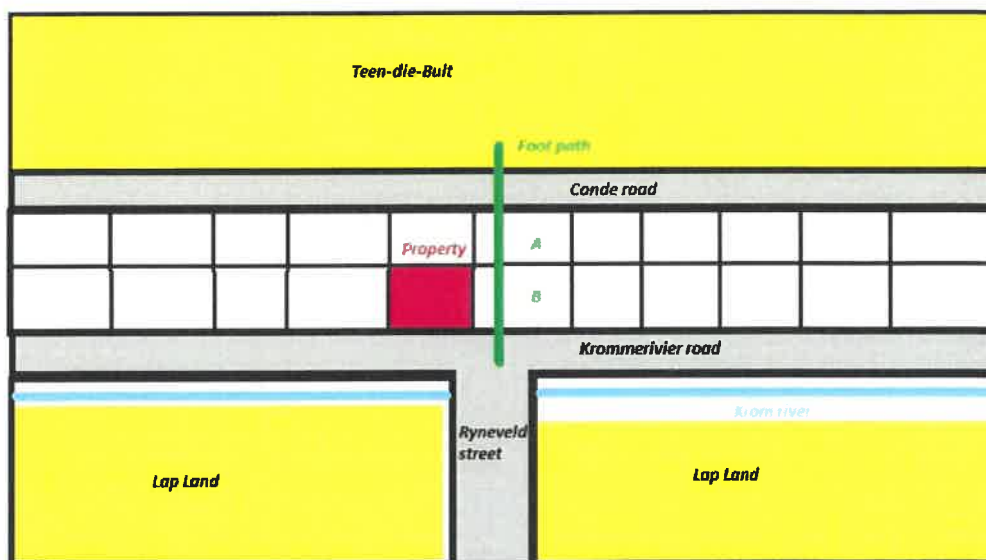 Teen-die-Bult
Foot path
Conde road
Property
A
B
Krommerivier road
Krom river
Ryneveld
street
Lap Land
Lap Land